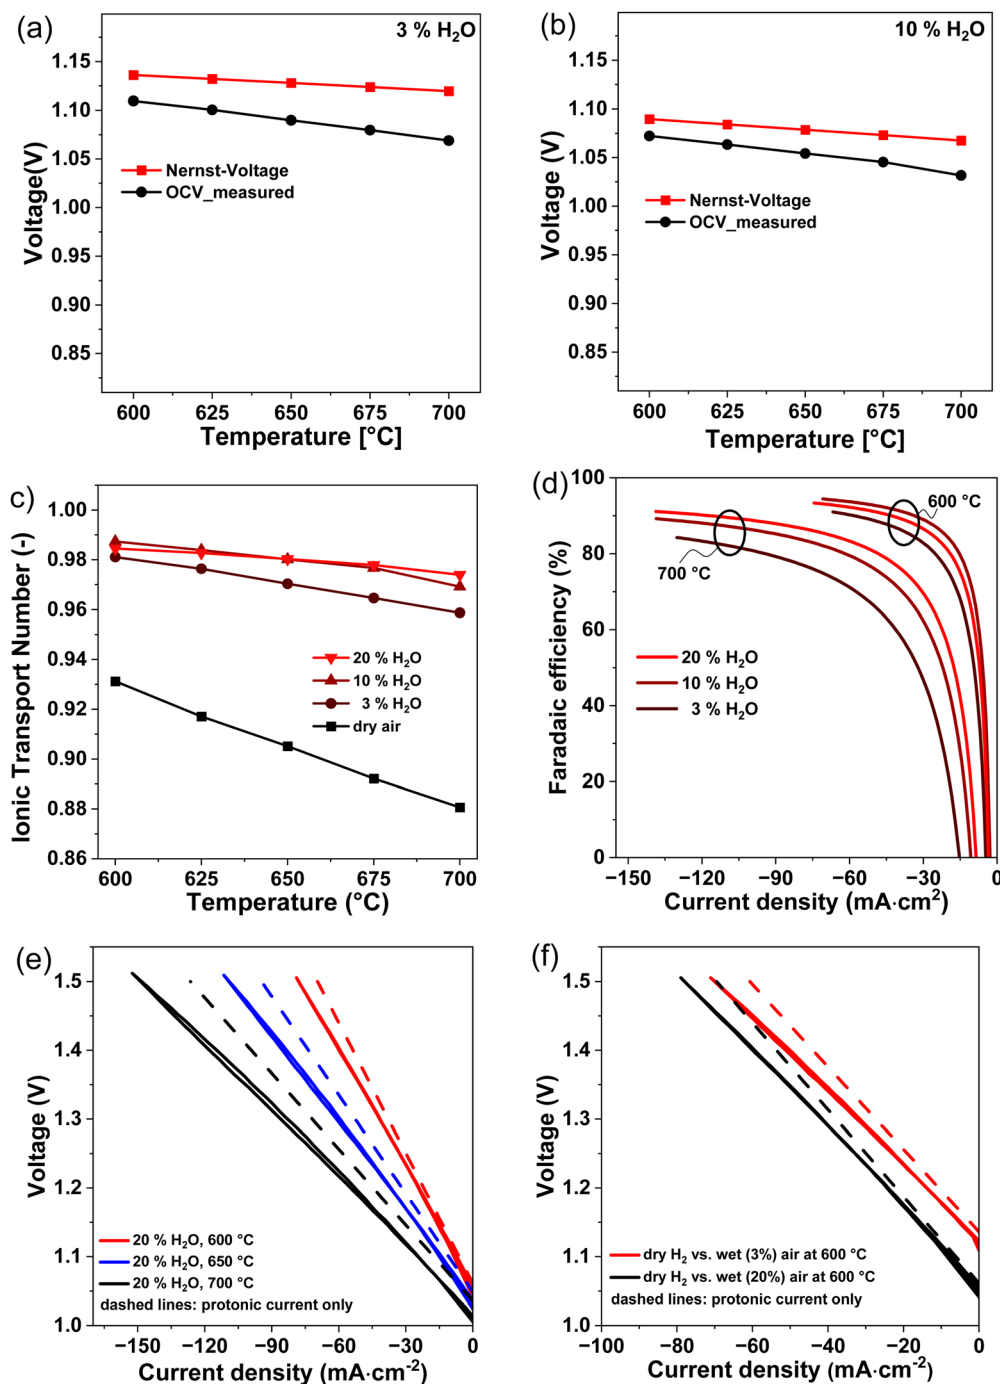 (a)
3 % H₂O
1.15
1.10
1.05
1.00
0.95
0.90
0.85
Voltage(V)
Nernst-Voltage
OCV_measured
600 625 650 675 700
Temperature [°C]
(b)
10 % H₂O
1.15
1.10
1.05
1.00
0.95
0.90
0.85
Voltage (V)
Nernst-Voltage
OCV_measured
600 625 650 675 700
Temperature [°C]
c)
1.00
0.98
0.96
0.94
0.92
0.90
0.88
0.86
Ionic Transport Number (-)
20 % H₂O
10 % H₂O
3 % H₂O
dry air
600 625 650 675 700
Temperature (°C)
(d)
100
80
60
40
20
0
Faradaic efficiency (%)
600 °C
700 °C
20 % H₂O
10 % H₂O
3 % H₂O
−150 −120 −90 −60 −30 0
Current density (mA·cm²)
(e)
1.5
1.4
1.3
1.2
1.1
1.0
Voltage (V)
20 % H₂O, 600 °C
20 % H₂O, 650 °C
20 % H₂O, 700 °C
dashed lines: protonic current only
−150 −120 −90 −60 −30 0
Current density (mA·cm⁻²)
(f)
1.5
1.4
1.3
1.2
1.1
1.0
Voltage (V)
dry H₂ vs. wet (3%) air at 600 °C
dry H₂ vs. wet (20%) air at 600 °C
dashed lines: protonic current only
−100 −80 −60 −40 −20 0
Current density (mA·cm⁻²)